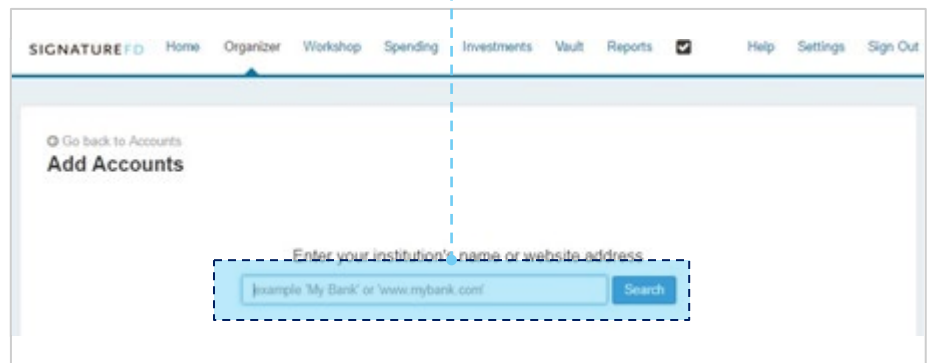 SIGNATUREFD Home Organizer Workshop Spending Investments Vault Reports Help Settings Sign Out
Go back to Accounts
Add Accounts
Enter your institution's name or website address
example 'My Bank' or 'www.mybank.com' Search